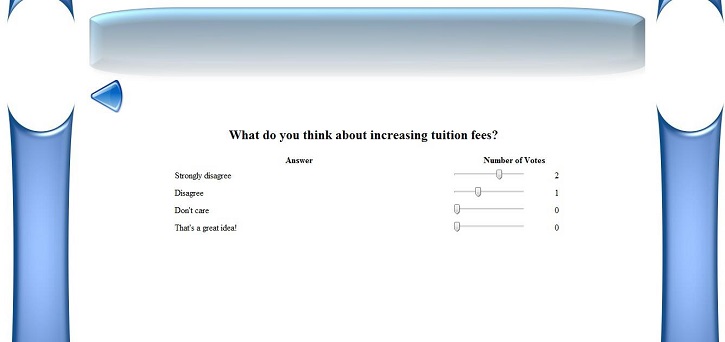 What do you think about increasing tuition fees?
Answer Number of Votes
Strongly disagree 2
Disagree 1
Don't care 0
That's a great idea! 0